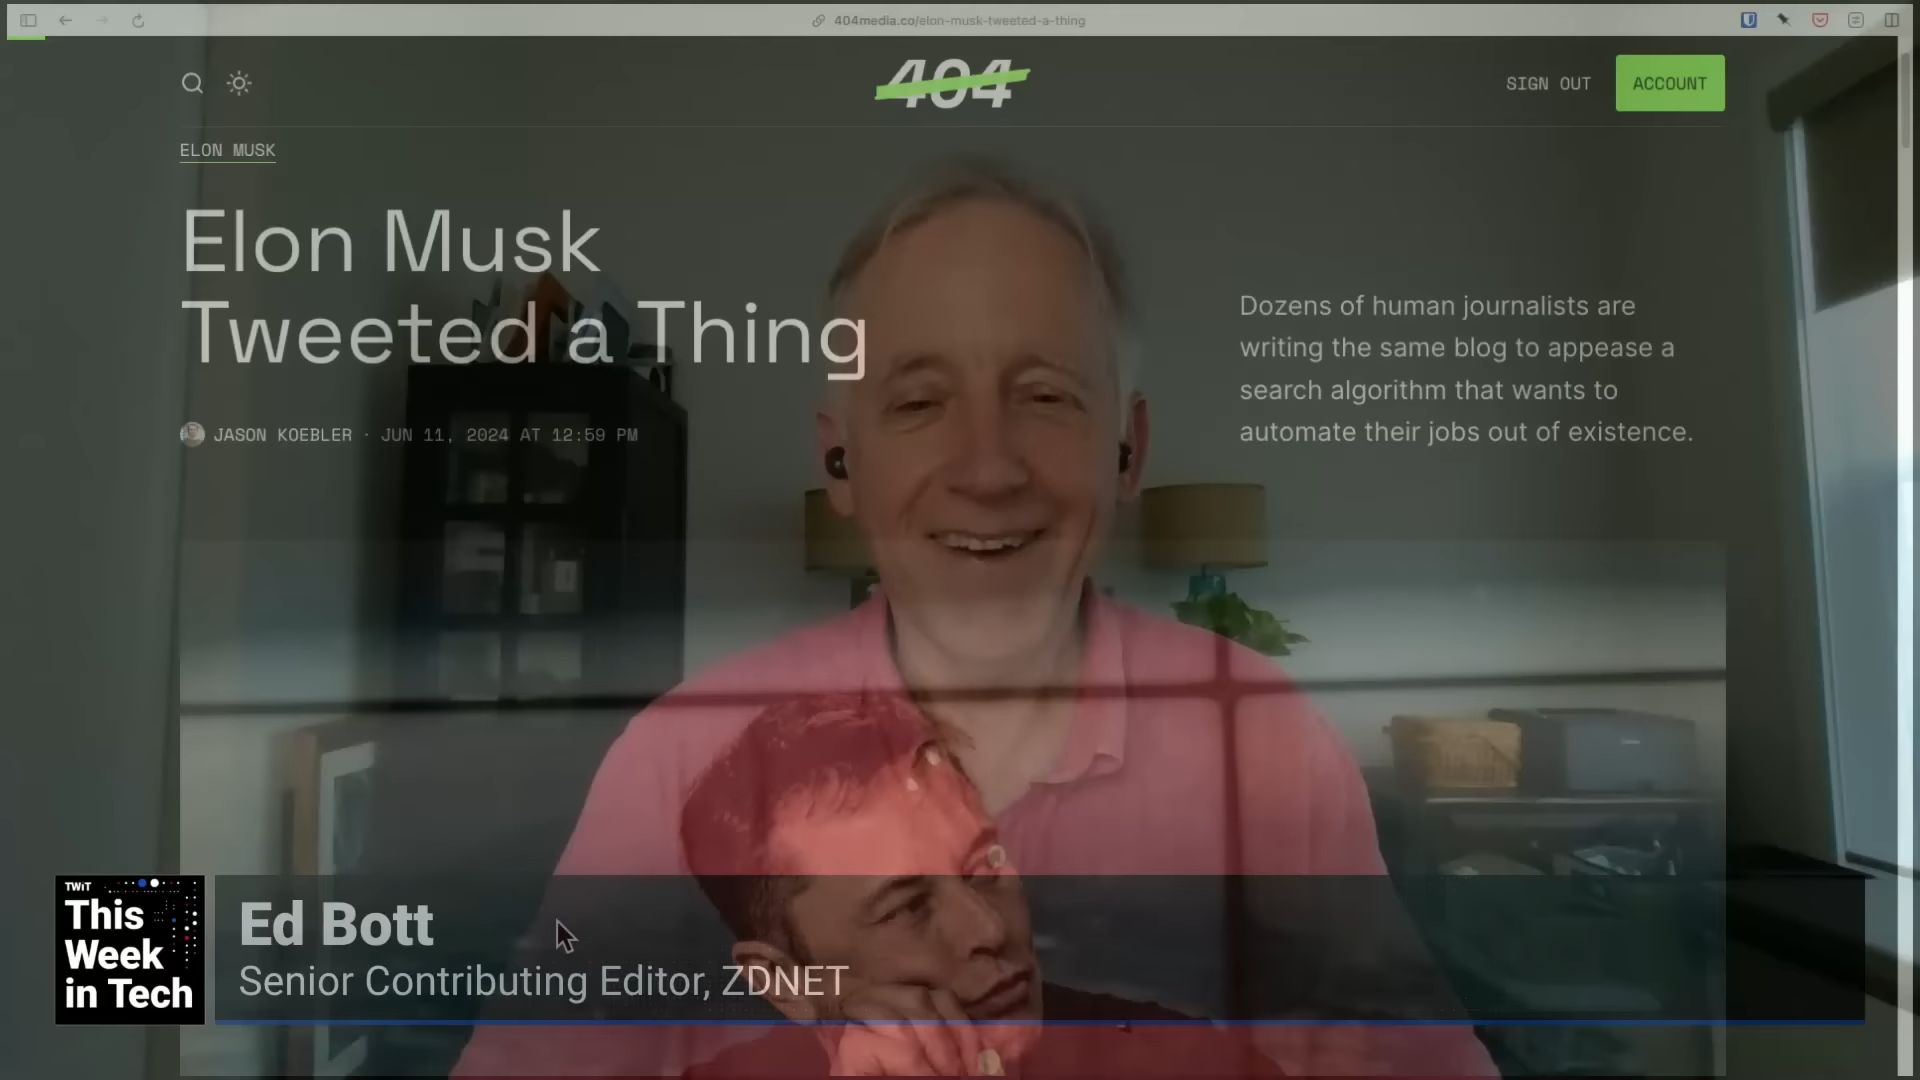 404media.co/elon-musk-tweeted-a-thing
404
SIGN OUT
ACCOUNT
ELON MUSK
Elon Musk
Tweeted a Thing
Dozens of human journalists are
writing the same blog to appease a
search algorithm that wants to
automate their jobs out of existence.
JASON KOEBLER · JUN 11, 2024 AT 12:59 PM
TWiT
This
Week
in Tech
Ed Bott
Senior Contributing Editor, ZDNET